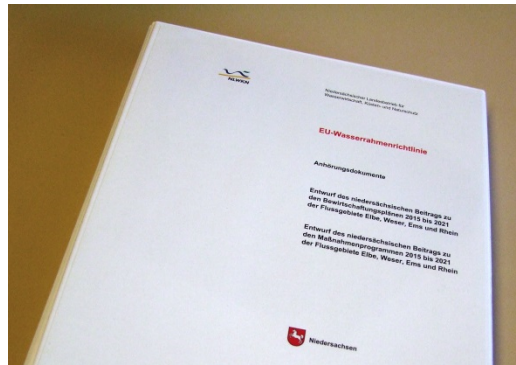 NLWKN
Niedersächsischer Landesbetrieb für
Wasserwirtschaft, Küsten- und Naturschutz
EU-Wasserrahmenrichtlinie
Anhörungsdokumente
Entwurf des niedersächsischen Beitrags zu
den Bewirtschaftungsplänen 2015 bis 2021
der Flussgebiete Elbe, Weser, Ems und Rhein
Entwurf des niedersächsischen Beitrags zu
den Maßnahmenprogrammen 2015 bis 2021
der Flussgebiete Elbe, Weser, Ems und Rhein
Niedersachsen